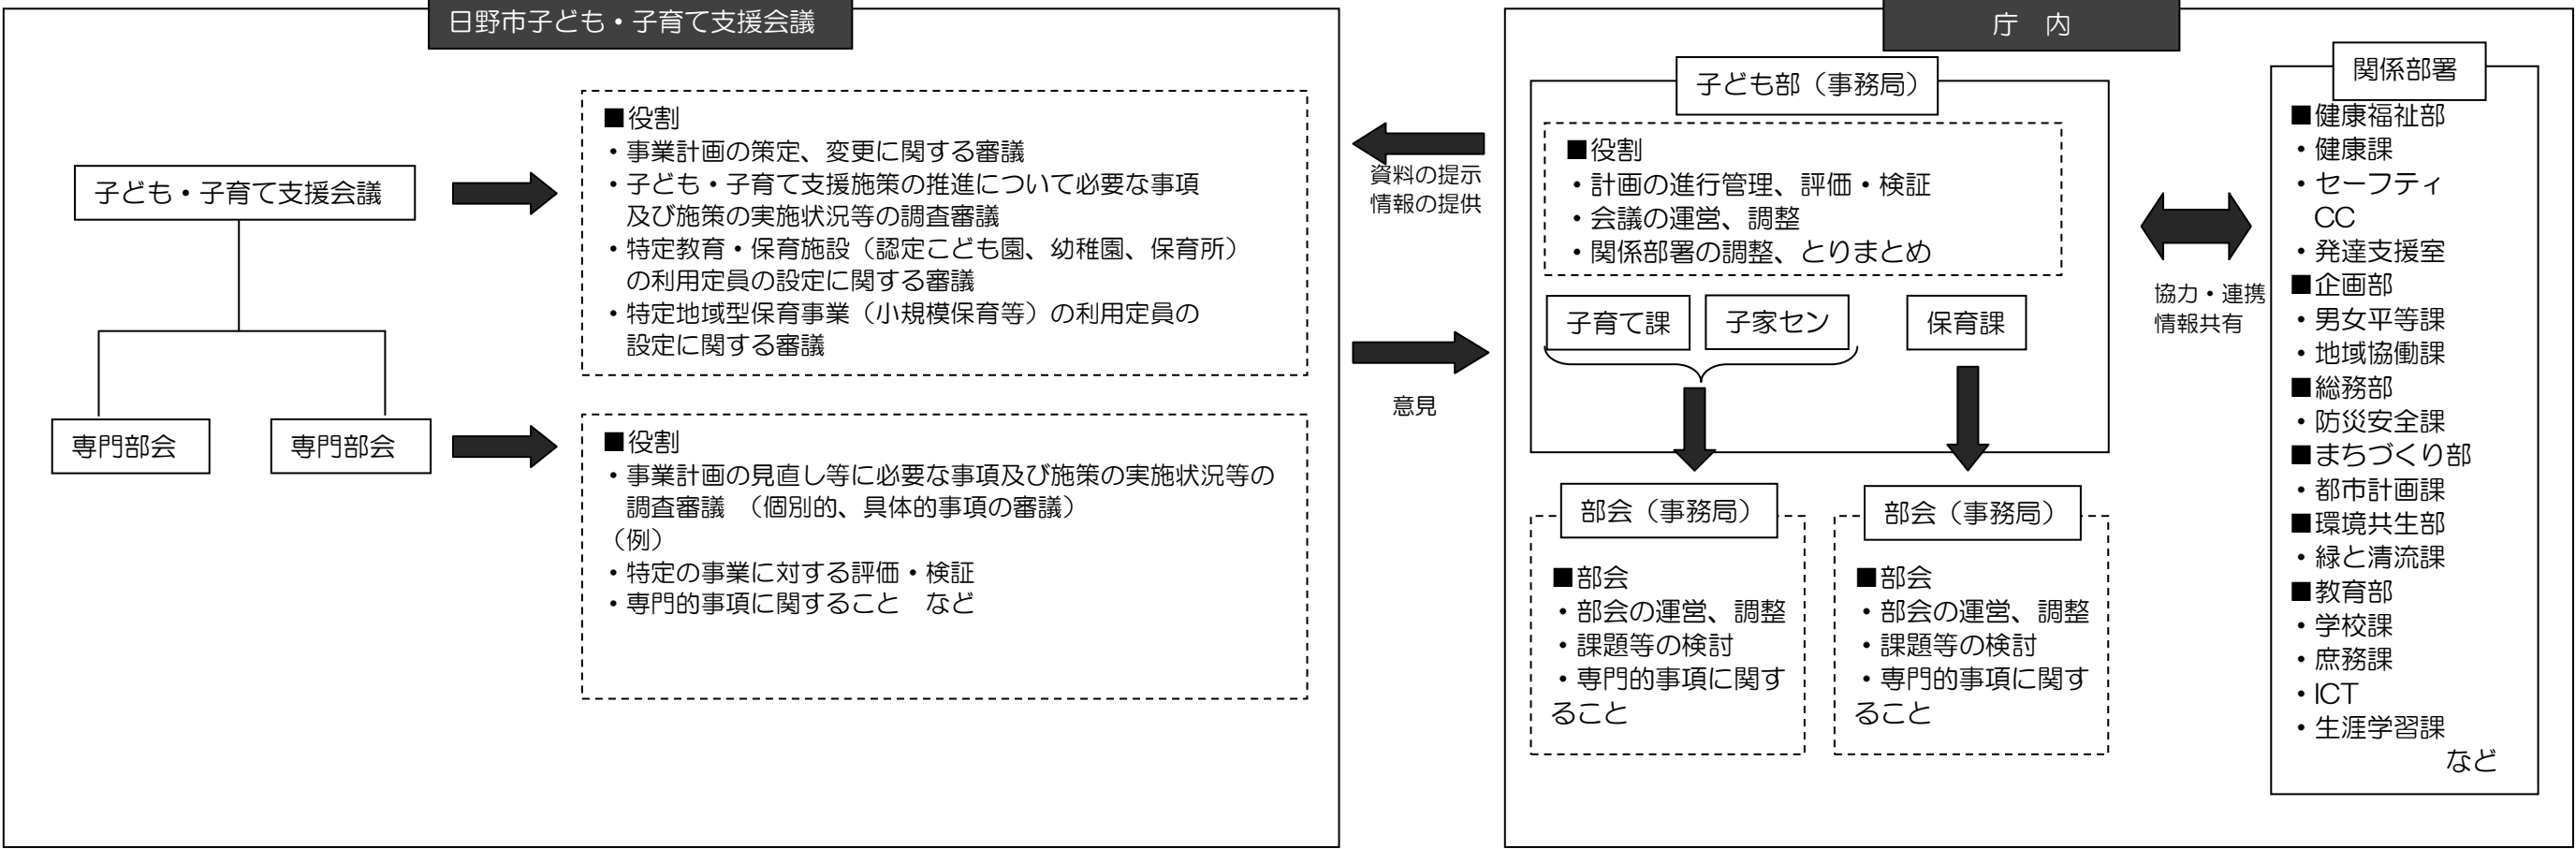 日野市子ども・子育て支援会議
子ども・子育て支援会議
専門部会
専門部会
■役割
・事業計画の策定、変更に関する審議
・子ども・子育て支援施策の推進について必要な事項
及び施策の実施状況等の調査審議
・特定教育・保育施設（認定こども園、幼稚園、保育所）
の利用定員の設定に関する審議
・特定地域型保育事業（小規模保育等）の利用定員の
設定に関する審議
■役割
・事業計画の見直し等に必要な事項及び施策の実施状況等の
調査審議　（個別的、具体的事項の審議）
（例）
・特定の事業に対する評価・検証
・専門的事項に関すること　など
資料の提示
情報の提供
意見
庁　内
子ども部（事務局）
■役割
・計画の進行管理、評価・検証
・会議の運営、調整
・関係部署の調整、とりまとめ
子育て課
子家セン
保育課
部会（事務局）
■部会
・部会の運営、調整
・課題等の検討
・専門的事項に関す
ること
部会（事務局）
■部会
・部会の運営、調整
・課題等の検討
・専門的事項に関す
ること
協力・連携
情報共有
関係部署
■健康福祉部
・健康課
・セーフティ
CC
・発達支援室
■企画部
・男女平等課
・地域協働課
■総務部
・防災安全課
■まちづくり部
・都市計画課
■環境共生部
・緑と清流課
■教育部
・学校課
・庶務課
・ICT
・生涯学習課
など